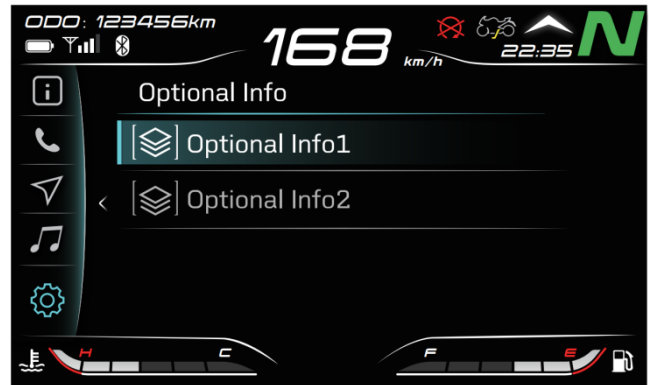 ODO: 123456km
168 km/h
22:35 N
Optional Info
Optional Info1
Optional Info2
H C
F E